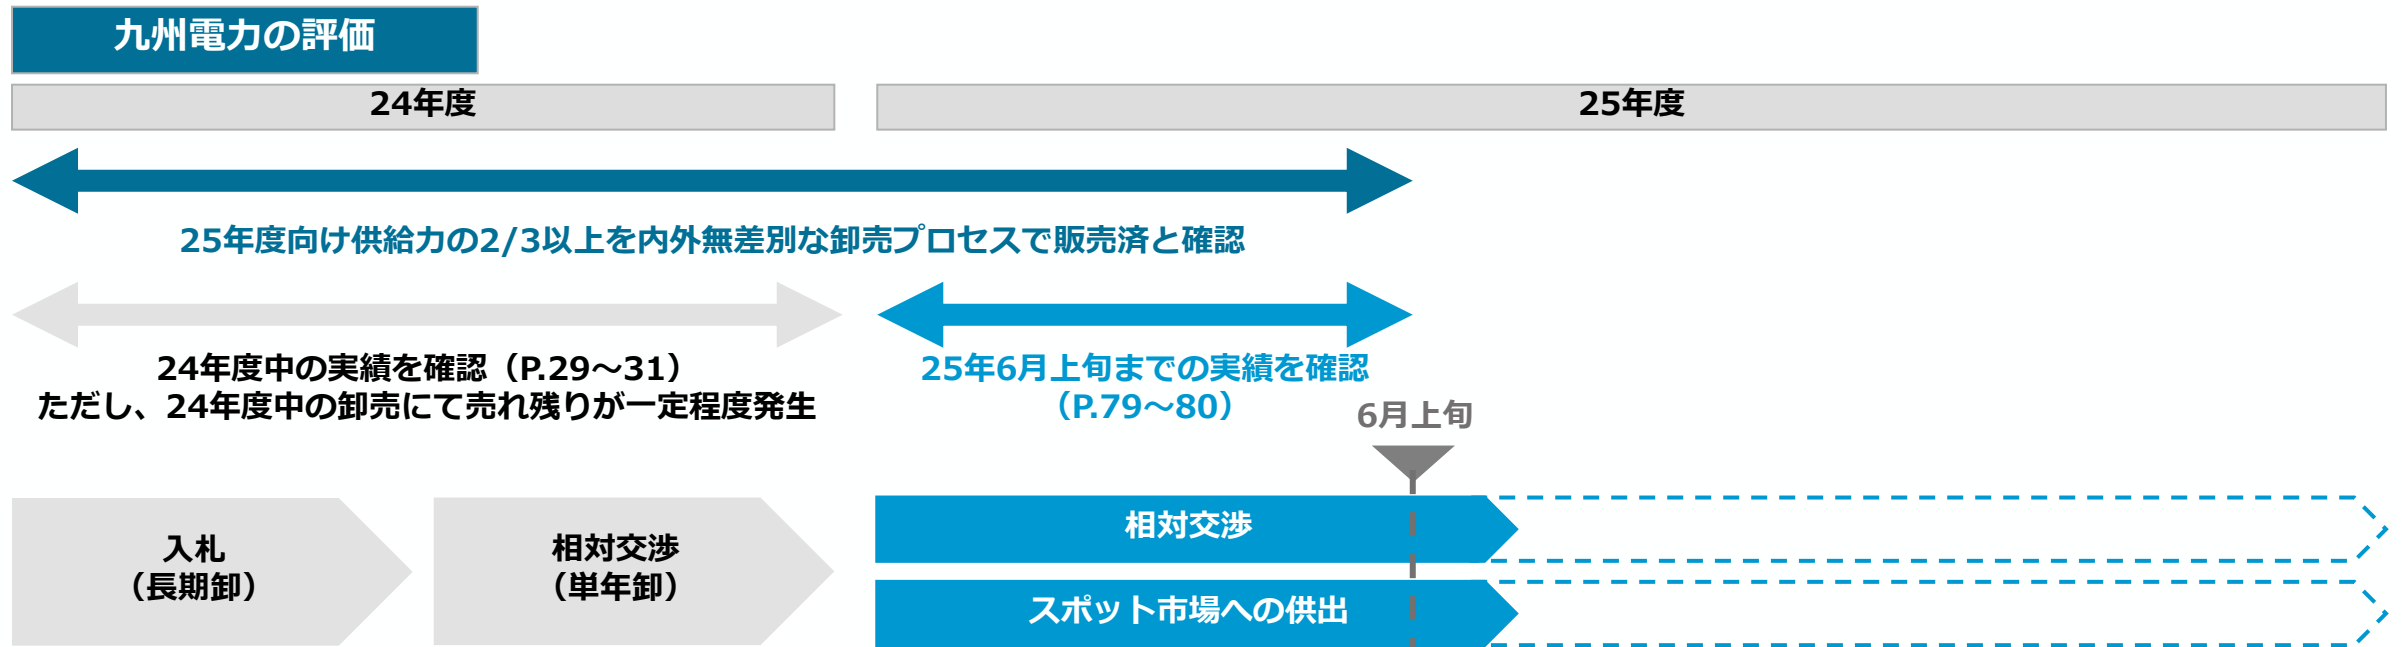 九州電力の評価
24年度
25年度
25年度向け供給力の2/3以上を内外無差別な卸売プロセスで販売済と確認
24年度中の実績を確認（P.29～31）
ただし、24年度中の卸売にて売れ残りが一定程度発生
25年6月上旬までの実績を確認
（P.79～80）
6月上旬
入札
（長期卸）
相対交渉
（単年卸）
相対交渉
スポット市場への供出